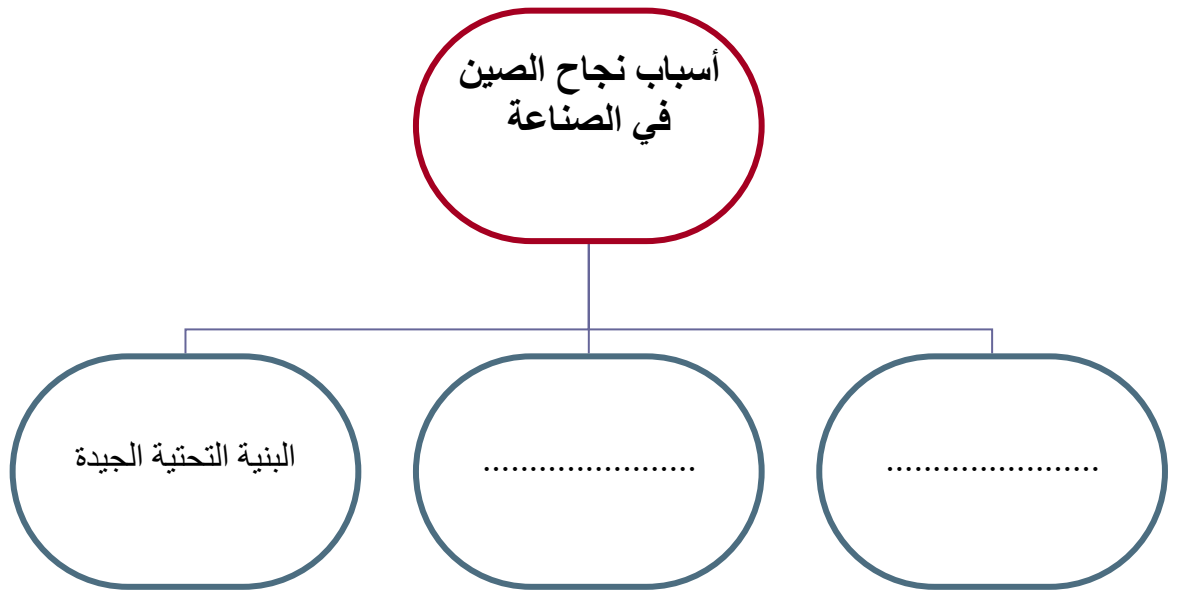 أسباب نجاح الصين
في الصناعة
.......................
.......................
البنية التحتية الجيدة